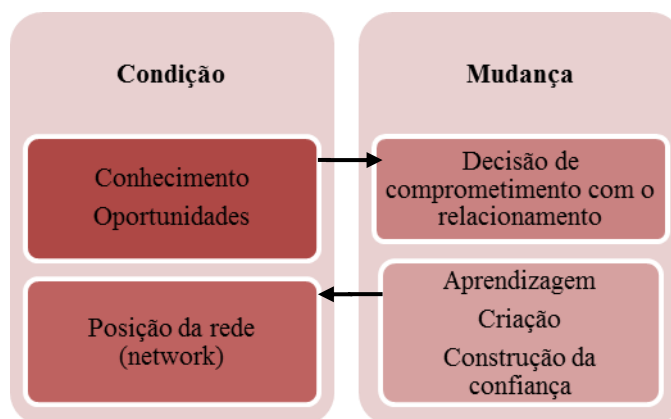 Condição
Conhecimento
Oportunidades
Posição da rede
(network)
Mudança
Decisão de
comprometimento com o
relacionamento
Aprendizagem
Criação
Construção da
confiança